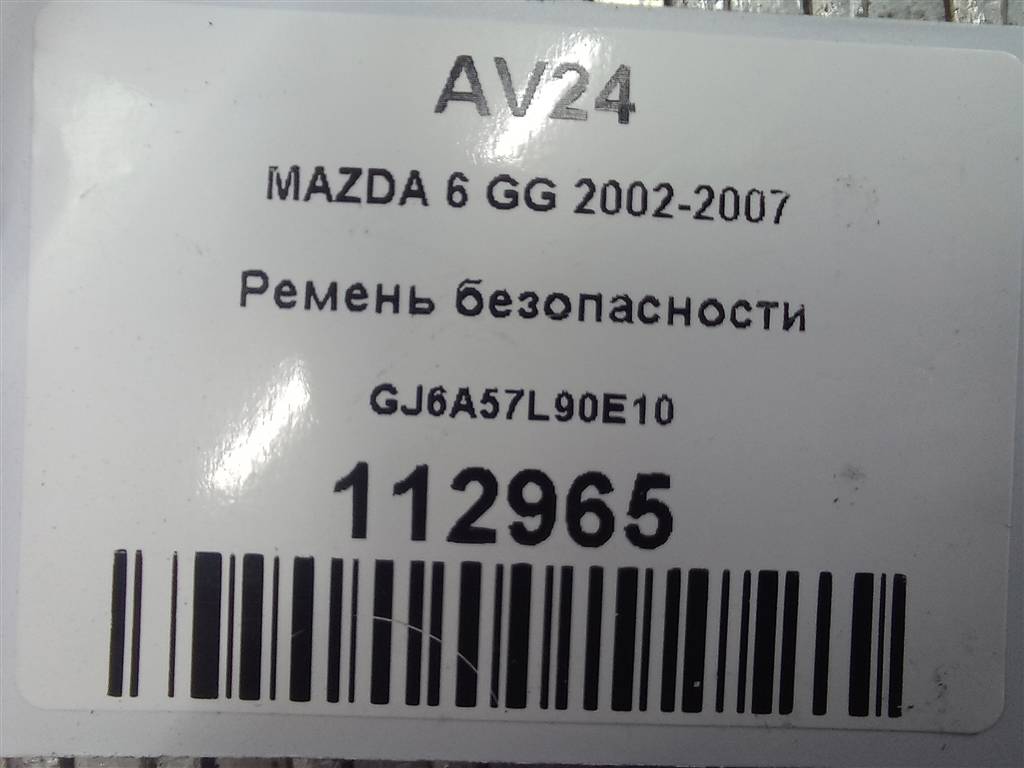 AV24
MAZDA 6 GG 2002-2007
Ремень безопасности
GJ6A57L90E10
112965